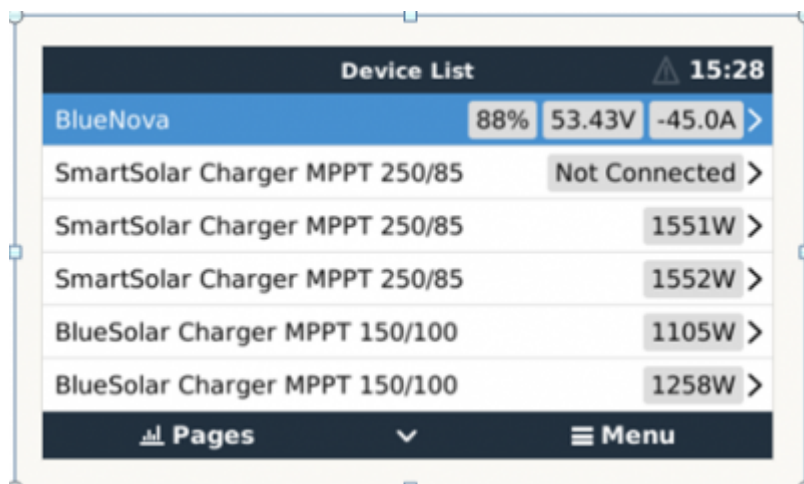 Device List 15:28
BlueNova 88% 53.43V -45.0A
SmartSolar Charger MPPT 250/85 Not Connected
SmartSolar Charger MPPT 250/85 1551W
SmartSolar Charger MPPT 250/85 1552W
BlueSolar Charger MPPT 150/100 1105W
BlueSolar Charger MPPT 150/100 1258W
Pages Menu